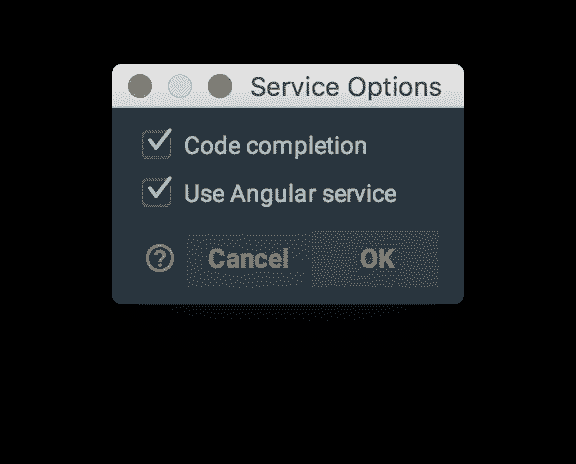 Service Options
Code completion
Use Angular service
? Cancel OK